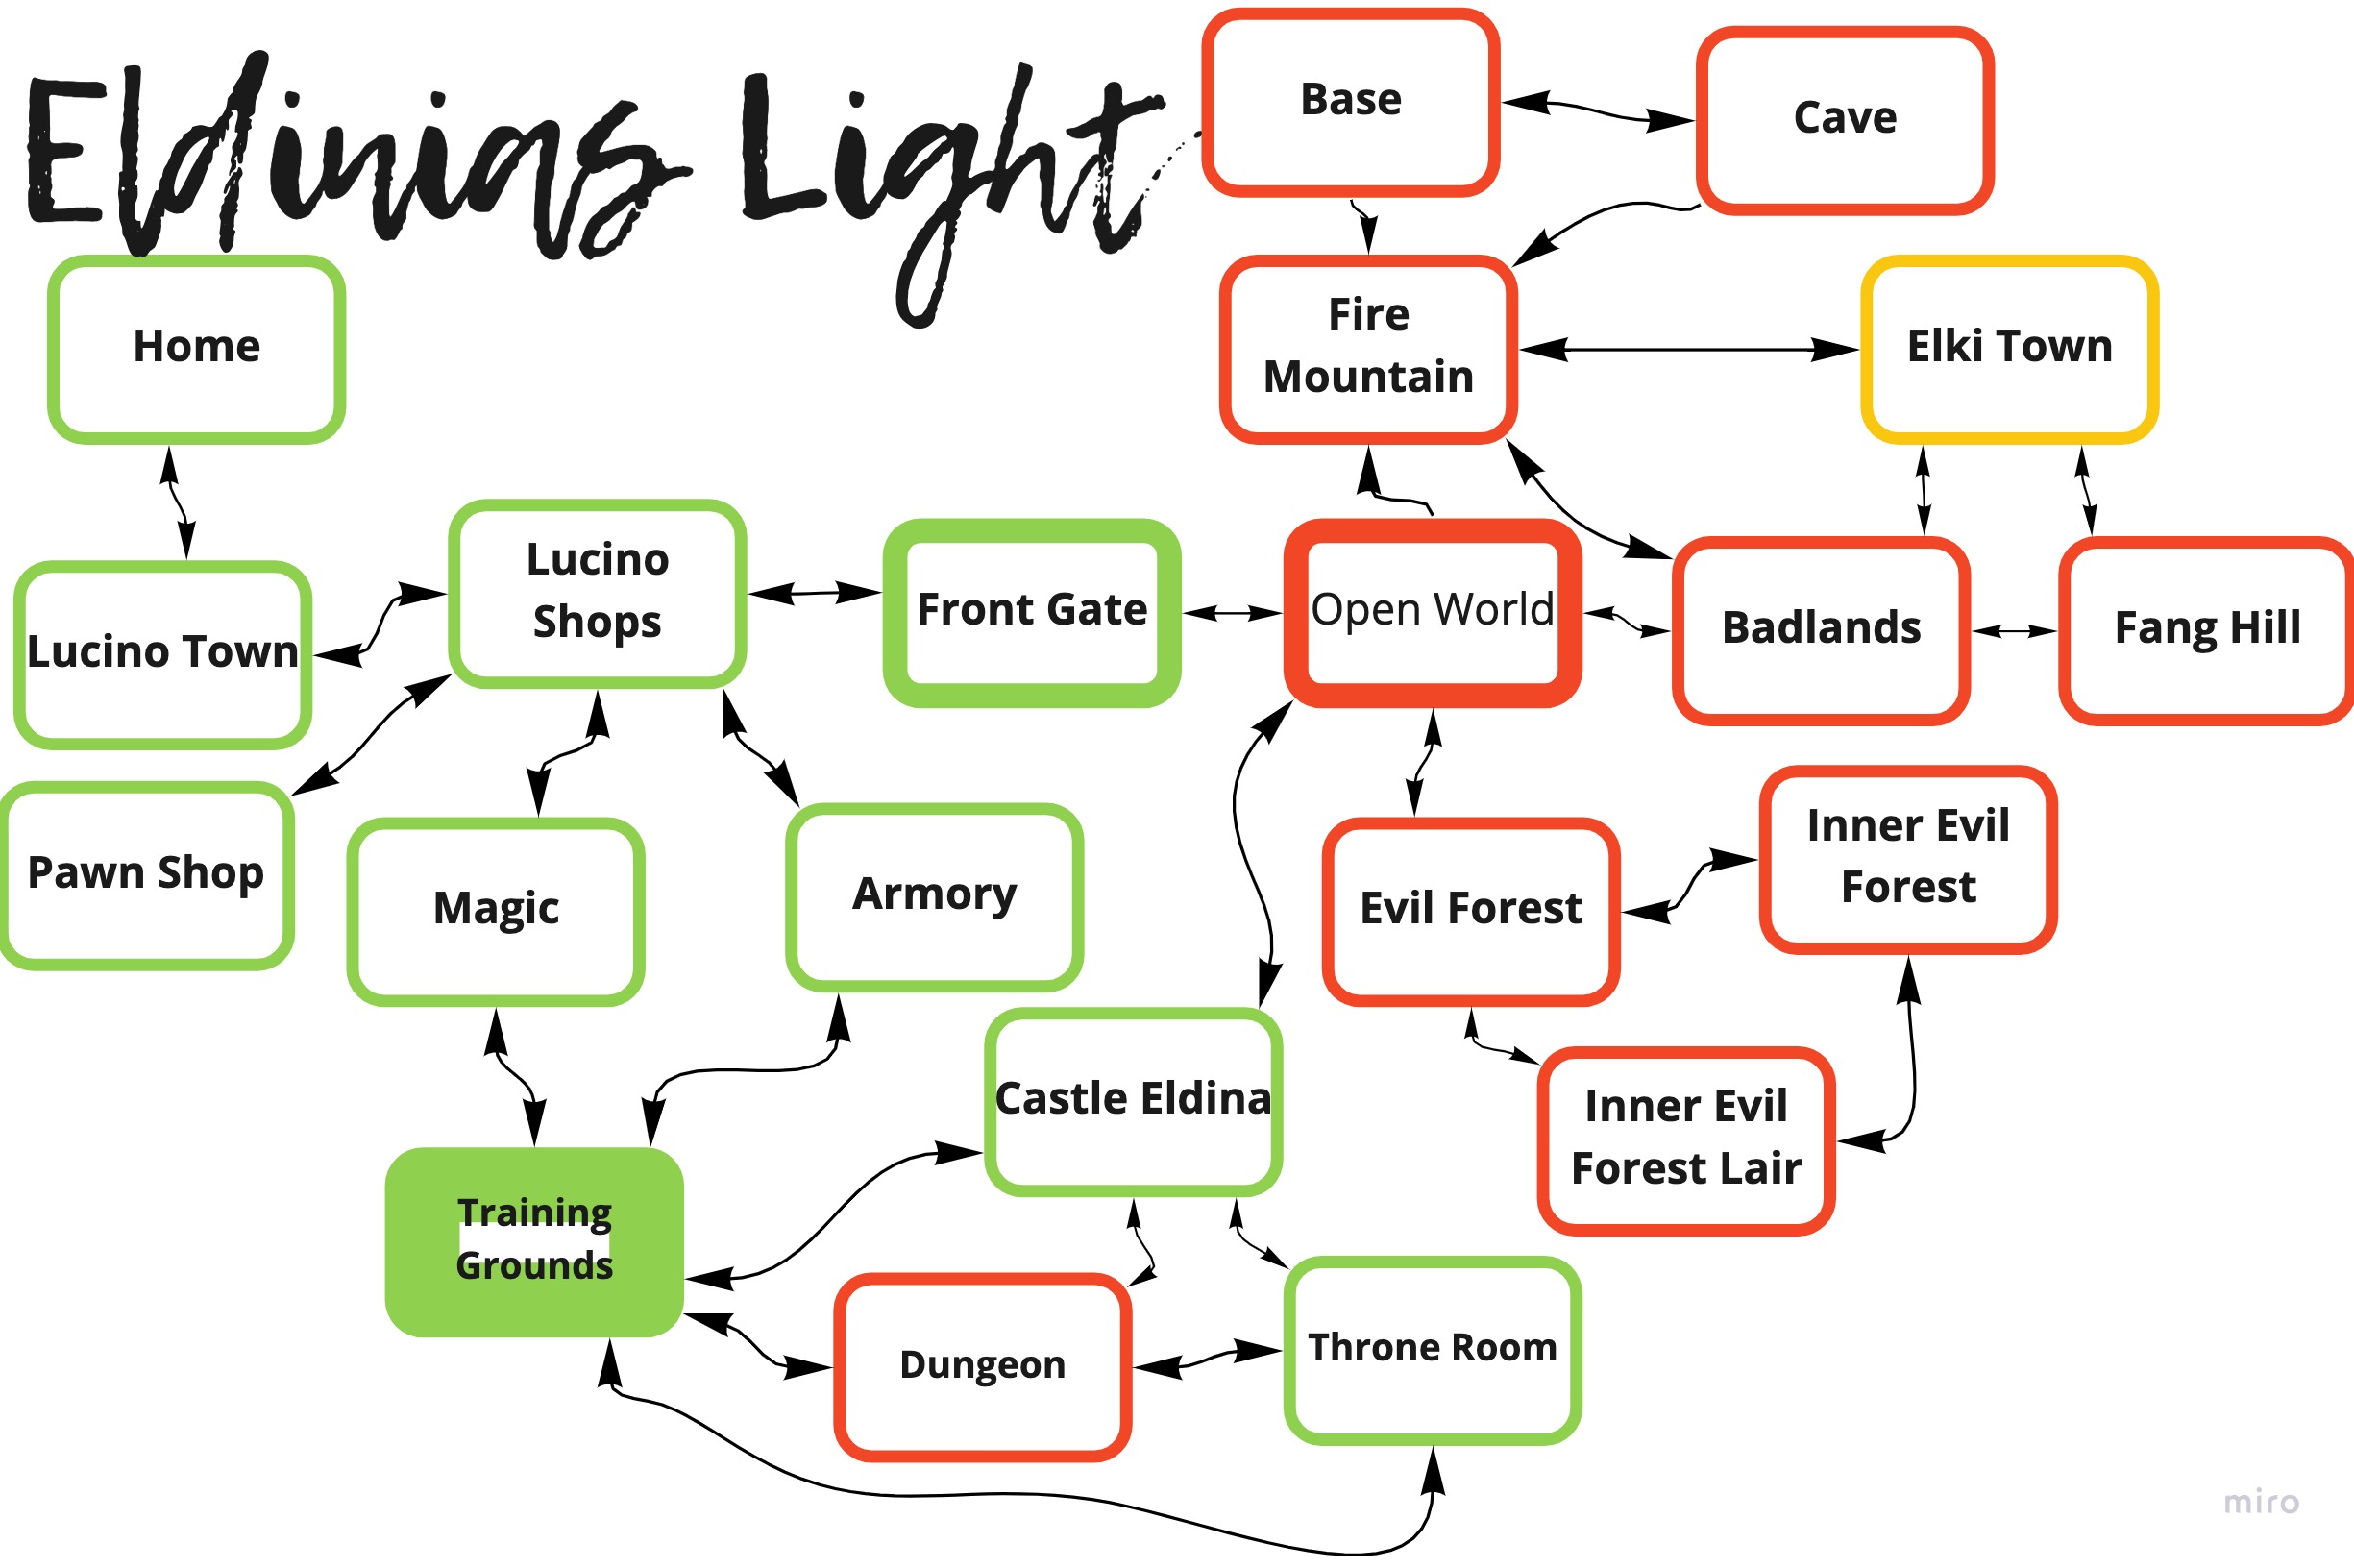 Eldinias Light
Base
Cave
Home
Fire
Mountain
Elki Town
Lucino Town
Lucino
Shops
Front Gate
Open World
Badlands
Fang Hill
Pawn Shop
Magic
Armory
Evil Forest
Inner Evil
Forest
Castle Eldina
Inner Evil
Forest Lair
Training
Grounds
Dungeon
Throne Room
miro